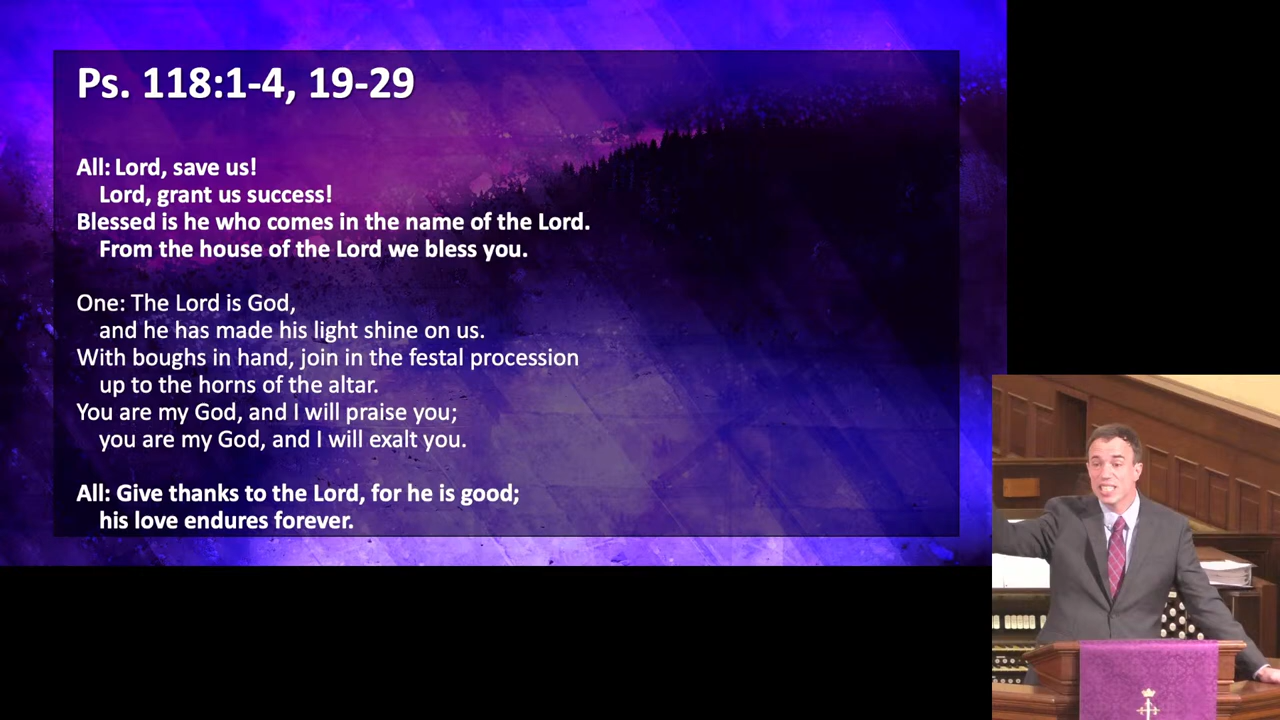 Ps. 118:1-4, 19-29
All: Lord, save us!
Lord, grant us success!
Blessed is he who comes in the name of the Lord.
From the house of the Lord we bless you.
One: The Lord is God,
and he has made his light shine on us.
With boughs in hand, join in the festal procession
up to the horns of the altar.
You are my God, and I will praise you;
you are my God, and I will exalt you.
All: Give thanks to the Lord, for he is good;
his love endures forever.